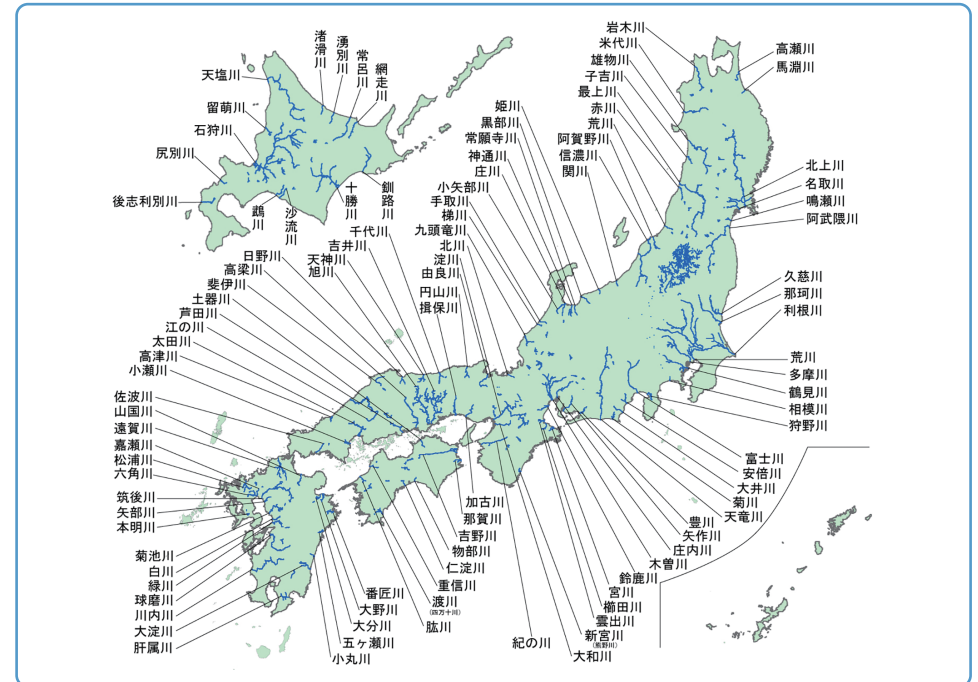 渚滑川
湧別川
常呂川
網走川
天塩川
留萌川
石狩川
尻別川
後志利別川
鵡川
沙流川
十勝川
釧路川
岩木川
米代川
雄物川
子吉川
最上川
赤川
荒川
阿賀野川
信濃川
関川
姫川
黒部川
常願寺川
神通川
庄川
小矢部川
手取川
梯川
九頭竜川
北川
淀川
由良川
円山川
揖保川
高瀬川
馬淵川
北上川
名取川
鳴瀬川
阿武隈川
久慈川
那珂川
利根川
荒川
多摩川
鶴見川
相模川
狩野川
富士川
安倍川
大井川
菊川
天竜川
豊川
矢作川
庄内川
木曽川
鈴鹿川
宮川
櫛田川
雲出川
新宮川
(熊野川)
大和川
紀の川
千代川
吉井川
天神川
旭川
日野川
高梁川
斐伊川
土器川
芦田川
江の川
太田川
高津川
小瀬川
佐波川
山国川
遠賀川
嘉瀬川
松浦川
六角川
筑後川
矢部川
本明川
菊池川
白川
緑川
球磨川
川内川
大淀川
肝属川
加古川
那賀川
吉野川
物部川
仁淀川
重信川
渡川
(四万十川)
肱川
番匠川
大野川
大分川
五ヶ瀬川
小丸川